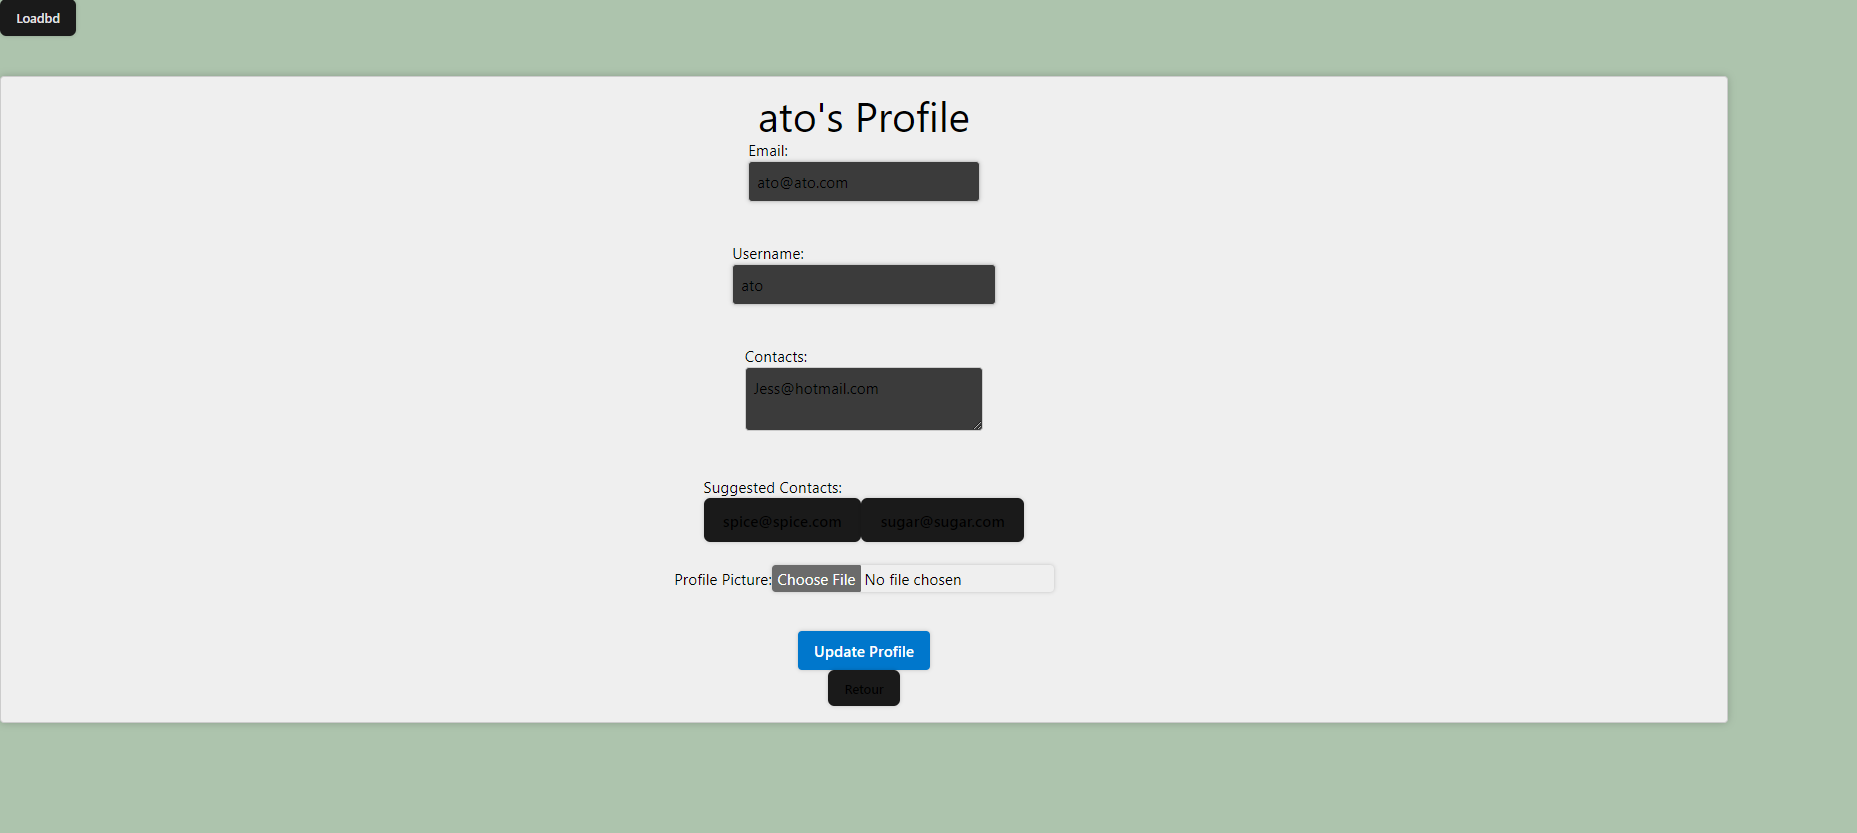 Loadbd
ato's Profile
Email:
ato@ato.com
Username:
ato
Contacts:
Jess@hotmail.com
Suggested Contacts:
spice@spice.com sugar@sugar.com
Profile Picture: Choose File No file chosen
Update Profile
Retour